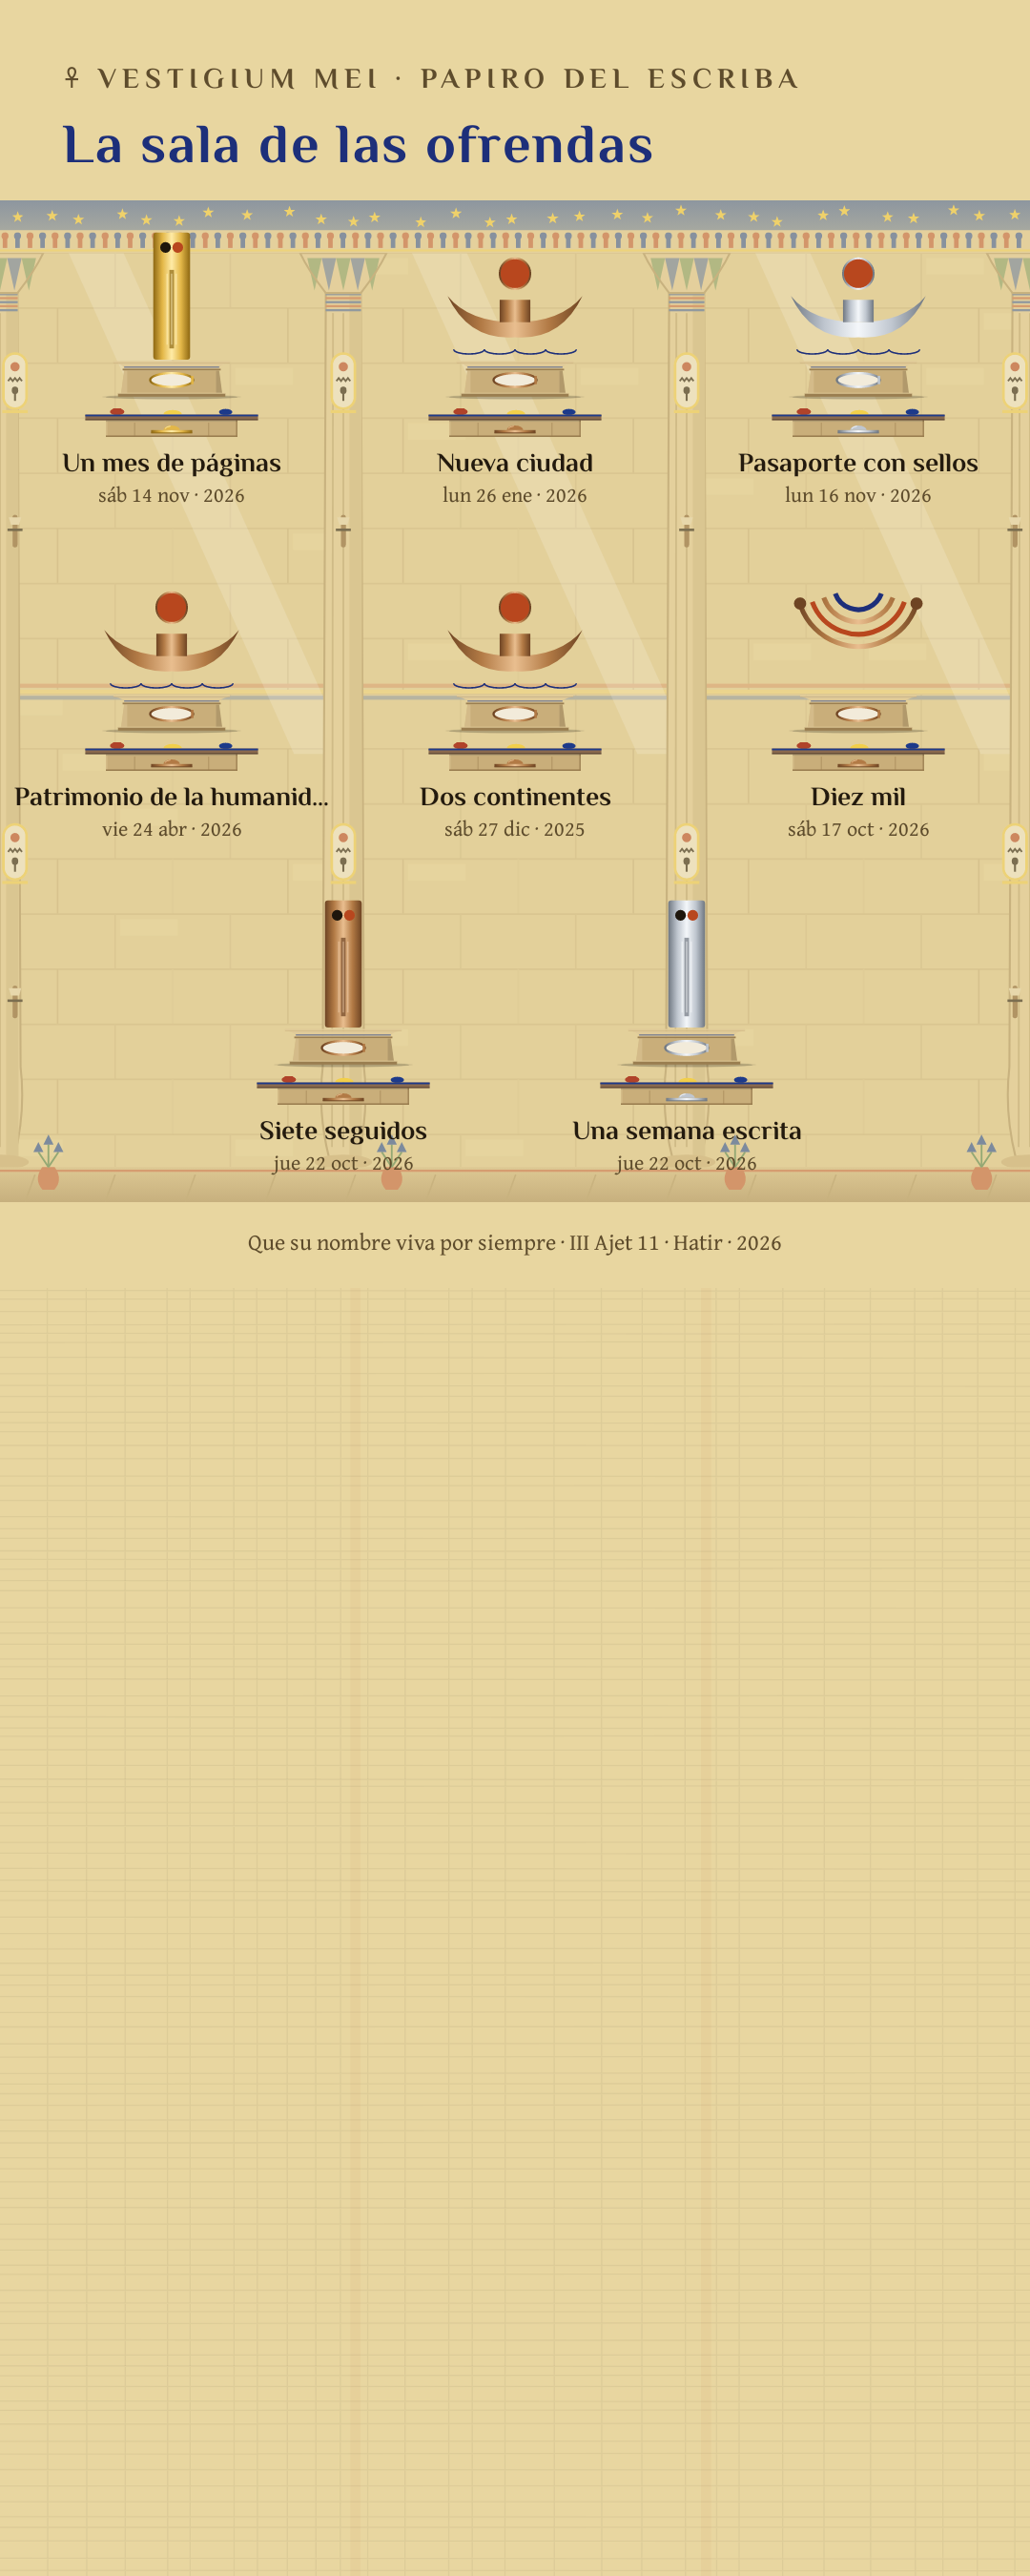 ☥ VESTIGIUM MEI · PAPIRO DEL ESCRIBA
La sala de las ofrendas
Un mes de páginas
sáb 14 nov · 2026
Nueva ciudad
lun 26 ene · 2026
Pasaporte con sellos
lun 16 nov · 2026
Patrimonio de la humanid...
vie 24 abr · 2026
Dos continentes
sáb 27 dic · 2025
Diez mil
sáb 17 oct · 2026
Siete seguidos
jue 22 oct · 2026
Una semana escrita
jue 22 oct · 2026
Que su nombre viva por siempre · III Ajet 11 · Hatir · 2026